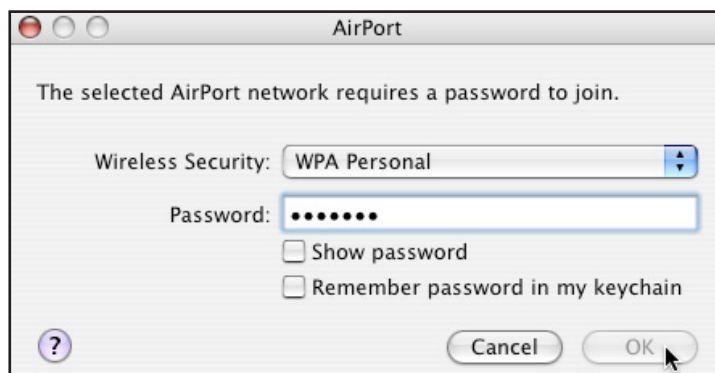 AirPort
The selected AirPort network requires a password to join.
Wireless Security: WPA Personal
Password: •••••••
Show password
Remember password in my keychain
? Cancel OK